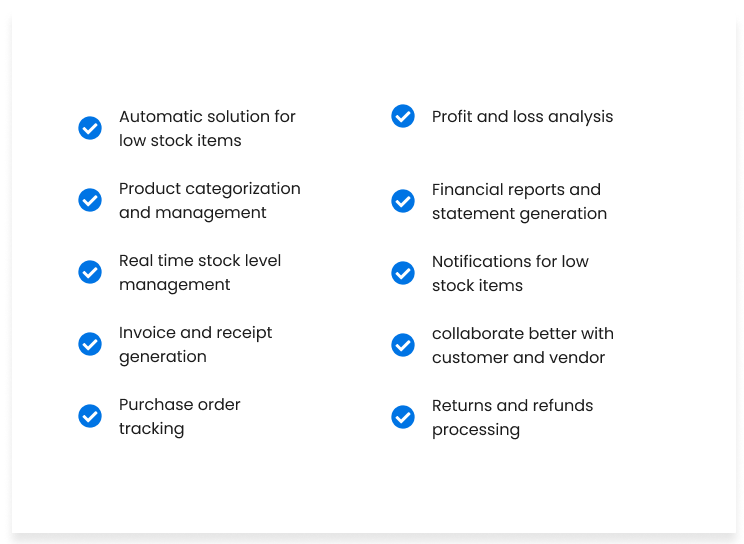 Automatic solution for
low stock items
Product categorization
and management
Real time stock level
management
Invoice and receipt
generation
Purchase order
tracking
Profit and loss analysis
Financial reports and
statement generation
Notifications for low
stock items
collaborate better with
customer and vendor
Returns and refunds
processing